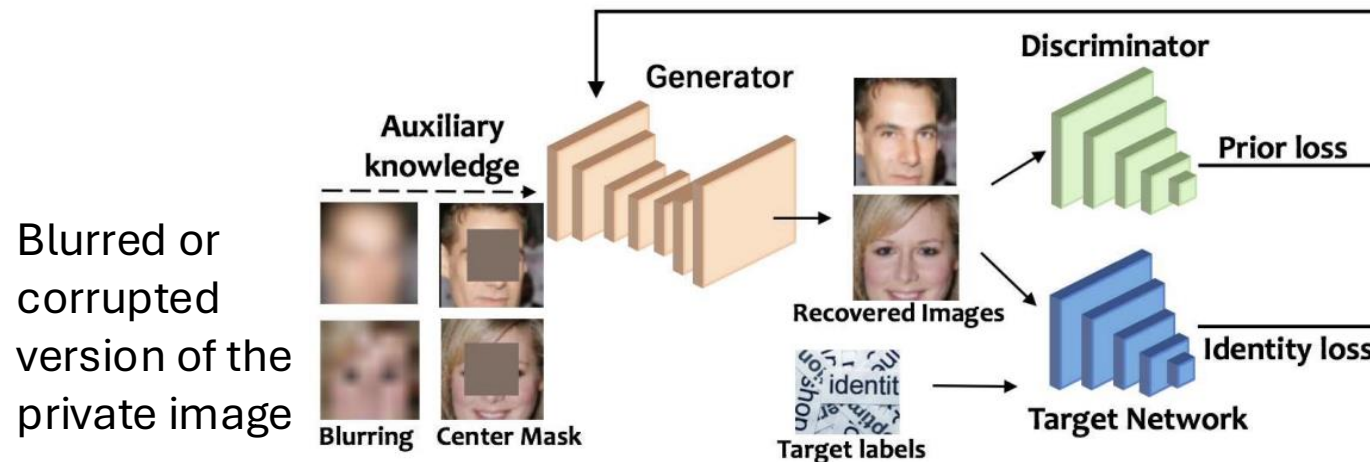 Blurred or
corrupted
version of the
private image
Auxiliary
knowledge
Blurring
Center Mask
Generator
Recovered Images
identit
Target labels
Discriminator
Prior loss
Identity loss
Target Network